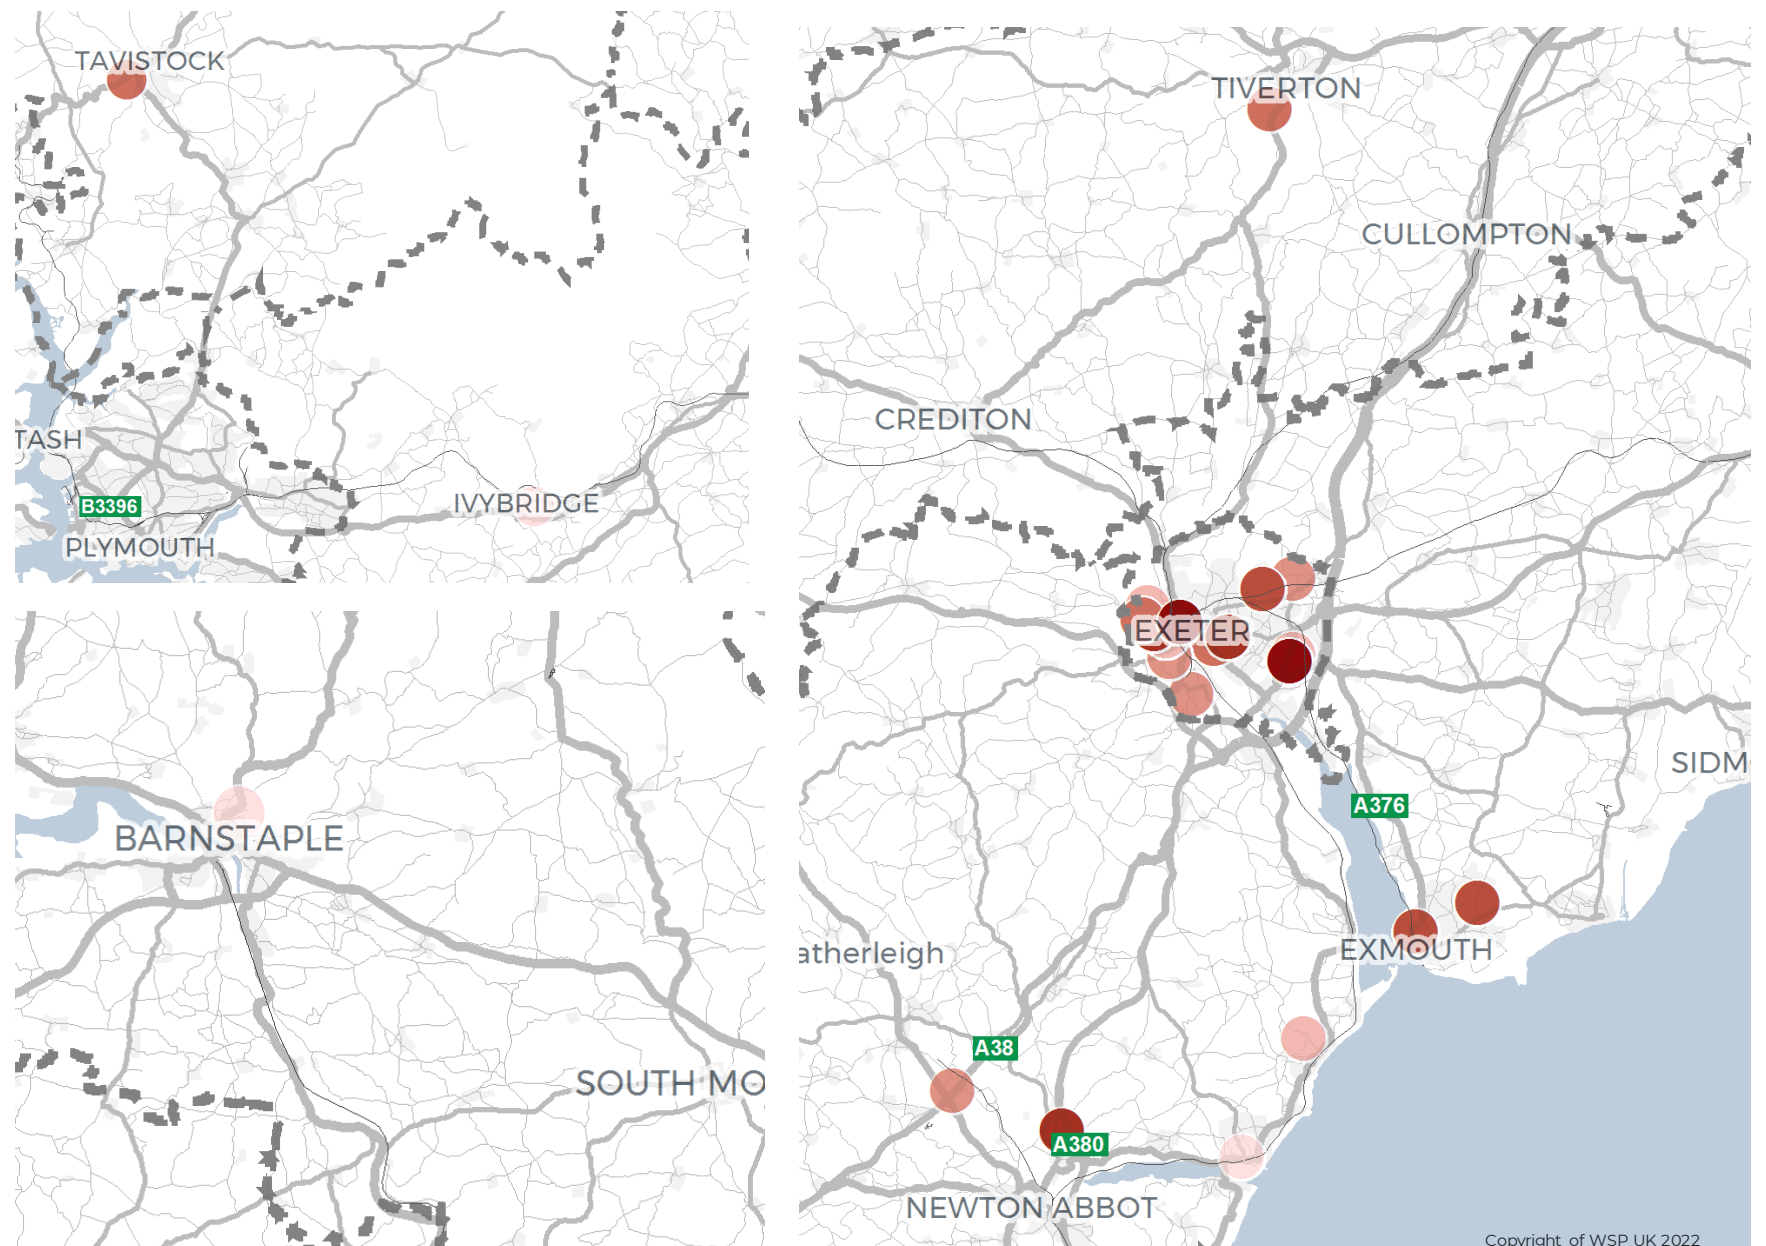 TAVISTOCK
TASH
IVYBRIDGE
B3396
PLYMOUTH
BARNSTAPLE
SOUTH MO
TIVERTON
CULLOMPTON
CREDITON
EXETER
SIDM
A376
EXMOUTH
atherleigh
A38
A380
NEWTON ABBOT
Copyright of WSP UK 2022